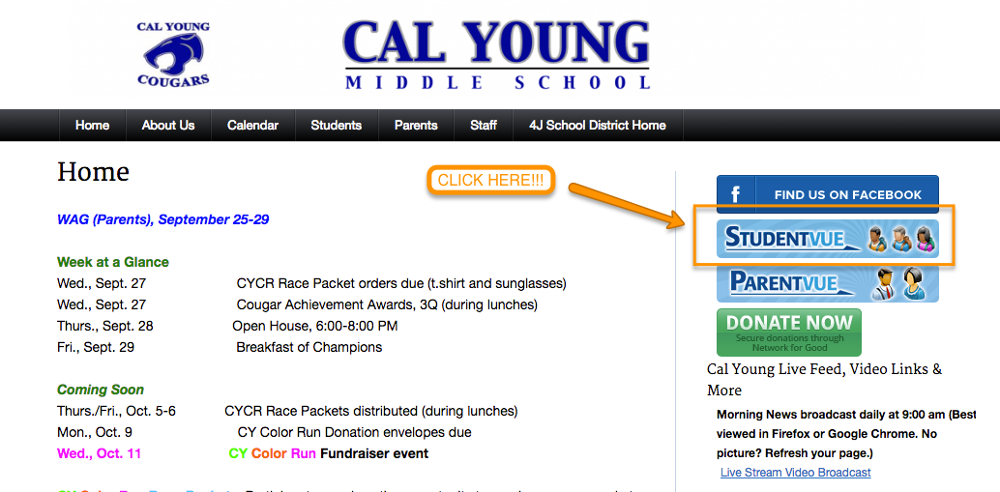 CAL YOUNG
COUGARS
CAL YOUNG
MIDDLE SCHOOL
Home About Us Calendar Students Parents Staff 4J School District Home
Home
CLICK HERE!!!
WAG (Parents), September 25-29
Week at a Glance
Wed., Sept. 27 CYCR Race Packet orders due (t.shirt and sunglasses)
Wed., Sept. 27 Cougar Achievement Awards, 3Q (during lunches)
Thurs., Sept. 28 Open House, 6:00-8:00 PM
Fri., Sept. 29 Breakfast of Champions
Coming Soon
Thurs./Fri., Oct. 5-6 CYCR Race Packets distributed (during lunches)
Mon., Oct. 9 CY Color Run Donation envelopes due
Wed., Oct. 11 CY Color Run Fundraiser event
f FIND US ON FACEBOOK
STUDENTVUE
PARENTVUE
DONATE NOW
Secure donations through
Network for Good
Cal Young Live Feed, Video Links &
More
Morning News broadcast daily at 9:00 am (Best
viewed in Firefox or Google Chrome. No
picture? Refresh your page.)
Live Stream Video Broadcast